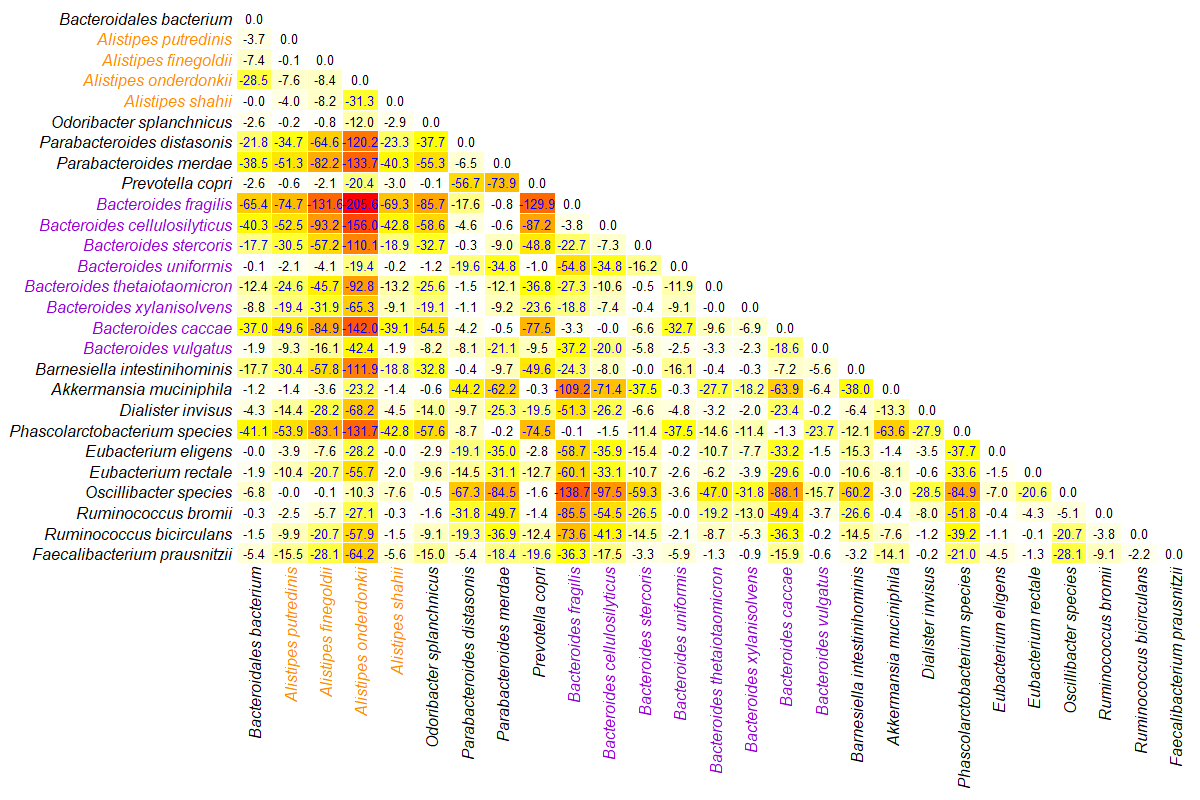 Bacteroidales bacterium 0.0
Alistipes putredinis -3.7 0.0
Alistipes finegoldii -7.4 -0.1 0.0
Alistipes onderdonkii -28.5 -7.6 -8.4 0.0
Alistipes shahii -0.0 -4.0 -8.2 -31.3 0.0
Odoribacter splanchnicus -2.6 -0.2 -0.8 -12.0 -2.9 0.0
Parabacteroides distasonis -21.8 -34.7 -64.6 -120.2 -23.3 -37.7 0.0
Parabacteroides merdae -38.5 -51.3 -82.2 -133.7 -40.3 -55.3 -6.5 0.0
Prevotella copri -2.6 -0.6 -2.1 -20.4 -3.0 -0.1 -56.7 -73.9 0.0
Bacteroides fragilis -65.4 -74.7 -131.6 -205.6 -69.3 -85.7 -17.6 -0.8 -129.9 0.0
Bacteroides cellulosilyticus -40.3 -52.5 -93.2 -156.0 -42.8 -58.6 -4.6 -0.6 -87.2 -3.8 0.0
Bacteroides stercoris -17.7 -30.5 -57.2 -110.1 -18.9 -32.7 -0.3 -9.0 -48.8 -22.7 -7.3 0.0
Bacteroides uniformis -0.1 -2.1 -4.1 -19.4 -0.2 -1.2 -19.6 -34.8 -1.0 -54.8 -34.8 -16.2 0.0
Bacteroides thetaiotaomicron -12.4 -24.6 -45.7 -92.8 -13.2 -25.6 -1.5 -12.1 -36.8 -27.3 -10.6 -0.5 -11.9 0.0
Bacteroides xylanisolvens -8.8 -19.4 -31.9 -65.3 -9.1 -19.1 -1.1 -9.2 -23.6 -18.8 -7.4 -0.4 -9.1 -0.0 0.0
Bacteroides caccae -37.0 -49.6 -84.9 -142.0 -39.1 -54.5 -4.2 -0.5 -77.5 -3.3 -0.0 -6.6 -32.7 -9.6 -6.9 0.0
Bacteroides vulgatus -1.9 -9.3 -16.1 -42.4 -1.9 -8.2 -8.1 -21.1 -9.5 -37.2 -20.0 -5.8 -2.5 -3.3 -2.3 -18.6 0.0
Barnesiella intestinihominis -17.7 -30.4 -57.8 -111.9 -18.8 -32.8 -0.4 -9.7 -49.6 -24.3 -8.0 -0.0 -16.1 -0.4 -0.3 -7.2 -5.6 0.0
Akkermansia muciniphila -1.2 -1.4 -3.6 -23.2 -1.4 -0.6 -44.2 -62.2 -0.3 -109.2 -71.4 -37.5 -0.3 -27.7 -18.2 -63.9 -6.4 -38.0 0.0
Dialister invisus -4.3 -14.4 -28.2 -68.2 -4.5 -14.0 -9.7 -25.3 -19.5 -51.3 -26.2 -6.6 -4.8 -3.2 -2.0 -23.4 -0.2 -6.4 -13.3 0.0
Phascolarctobacterium species -41.1 -53.9 -83.1 -131.7 -42.8 -57.6 -8.7 -0.2 -74.5 -0.1 -1.5 -11.4 -37.5 -14.6 -11.4 -1.3 -23.7 -12.1 -63.6 -27.9 0.0
Eubacterium eligens -0.0 -3.9 -7.6 -28.2 -0.0 -2.9 -19.1 -35.0 -2.8 -58.7 -35.9 -15.4 -0.2 -10.7 -7.7 -33.2 -1.5 -15.3 -1.4 -3.5 -37.7 0.0
Eubacterium rectale -1.9 -10.4 -20.7 -55.7 -2.0 -9.6 -14.5 -31.1 -12.7 -60.1 -33.1 -10.7 -2.6 -6.2 -3.9 -29.6 -0.0 -10.6 -8.1 -0.6 -33.6 -1.5 0.0
Oscillibacter species -6.8 -0.0 -0.1 -10.3 -7.6 -0.5 -67.3 -84.5 -1.6 -138.7 -97.5 -59.3 -3.6 -47.0 -31.8 -88.1 -15.7 -60.2 -3.0 -28.5 -84.9 -7.0 -20.6 0.0
Ruminococcus bromii -0.3 -2.5 -5.7 -27.1 -0.3 -1.6 -31.8 -49.7 -1.4 -85.5 -54.5 -26.5 -0.0 -19.2 -13.0 -49.4 -3.7 -26.6 -0.4 -8.0 -51.8 -0.4 -4.3 -5.1 0.0
Ruminococcus bicirculans -1.5 -9.9 -20.7 -57.9 -1.6 -9.1 -19.3 -36.9 -12.4 -73.6 -41.3 -14.5 -2.1 -8.7 -5.3 -36.3 -0.2 -14.5 -7.6 -1.2 -39.2 -1.1 -0.1 -20.7 -3.8 0.0
Faecalibacterium prausnitzii -5.4 -15.5 -28.1 -64.2 -5.6 -15.0 -5.4 -18.4 -19.6 -36.3 -17.5 -3.3 -5.9 -1.3 -0.9 -15.9 -0.6 -3.2 -14.1 -0.2 -21.0 -4.5 -1.3 -28.1 -9.1 -2.2 0.0
Bacteroidales bacterium
Alistipes putredinis
Alistipes finegoldii
Alistipes onderdonkii
Alistipes shahii
Odoribacter splanchnicus
Parabacteroides distasonis
Parabacteroides merdae
Prevotella copri
Bacteroides fragilis
Bacteroides cellulosilyticus
Bacteroides stercoris
Bacteroides uniformis
Bacteroides thetaiotaomicron
Bacteroides xylanisolvens
Bacteroides caccae
Bacteroides vulgatus
Barnesiella intestinihominis
Akkermansia muciniphila
Dialister invisus
Phascolarctobacterium species
Eubacterium eligens
Eubacterium rectale
Oscillibacter species
Ruminococcus bromii
Ruminococcus bicirculans
Faecalibacterium prausnitzii